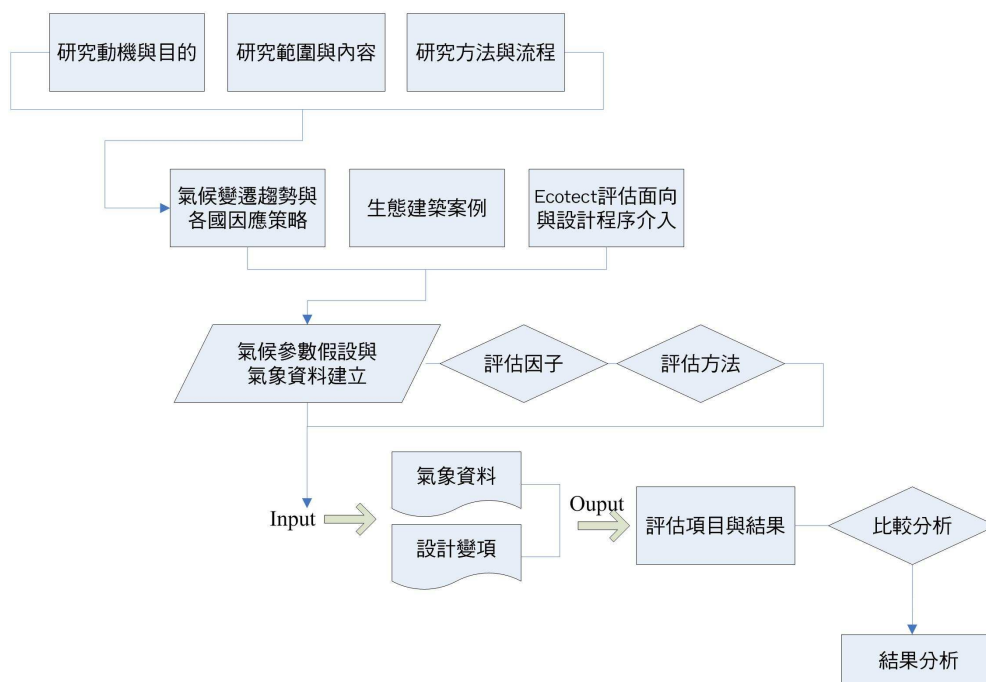 研究動機與目的
研究範圍與內容
研究方法與流程
氣候變遷趨勢與
各國因應策略
生態建築案例
Ecotect評估面向
與設計程序介入
氣候參數假設與
氣象資料建立
評估因子
評估方法
Input
氣象資料
設計變項
Ouput
評估項目與結果
比較分析
結果分析